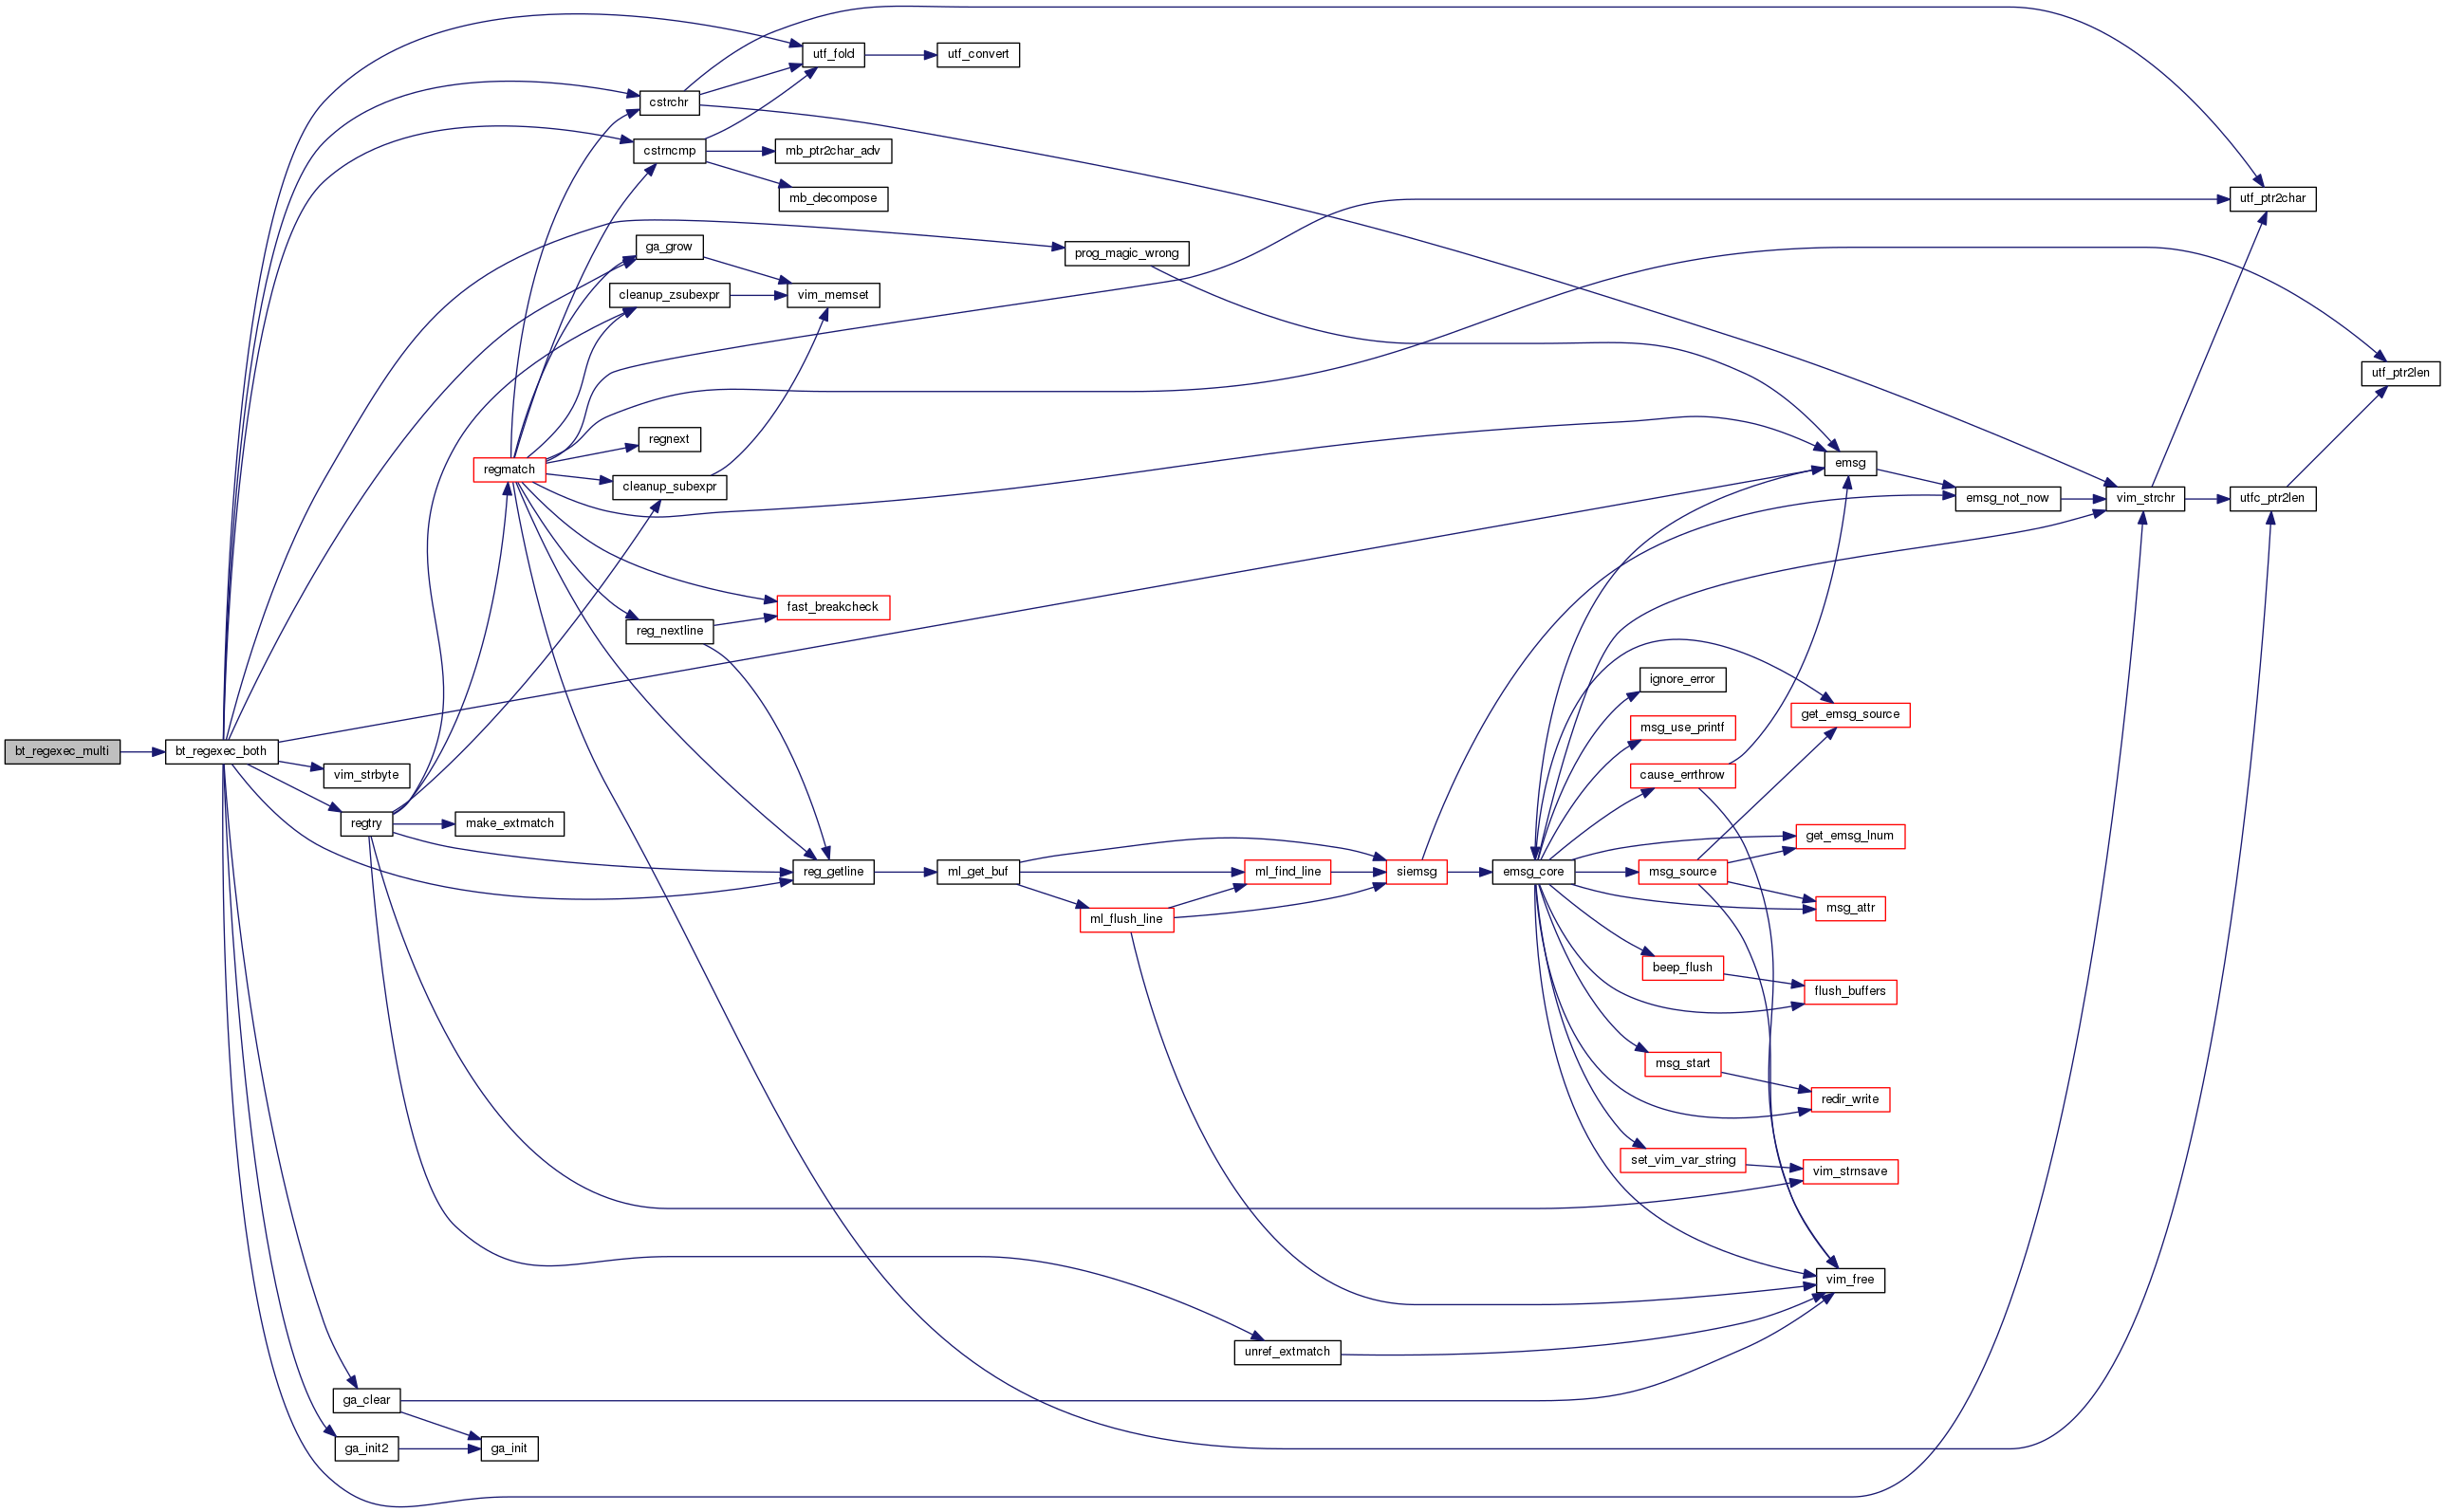 utf_fold
utf_convert
cstrchr
cstrncmp
mb_ptr2char_adv
mb_decompose
utf_ptr2char
ga_grow
prog_magic_wrong
cleanup_zsubexpr
vim_memset
utf_ptr2len
regnext
regmatch
emsg
cleanup_subexpr
emsg_not_now
vim_strchr
utfc_ptr2len
fast_breakcheck
reg_nextline
ignore_error
get_emsg_source
msg_use_printf
bt_regexec_multi
bt_regexec_both
vim_strbyte
cause_errthrow
regtry
make_extmatch
get_emsg_lnum
reg_getline
ml_get_buf
ml_find_line
siemsg
emsg_core
msg_source
msg_attr
ml_flush_line
beep_flush
flush_buffers
msg_start
redir_write
set_vim_var_string
vim_strnsave
vim_free
unref_extmatch
ga_clear
ga_init2
ga_init